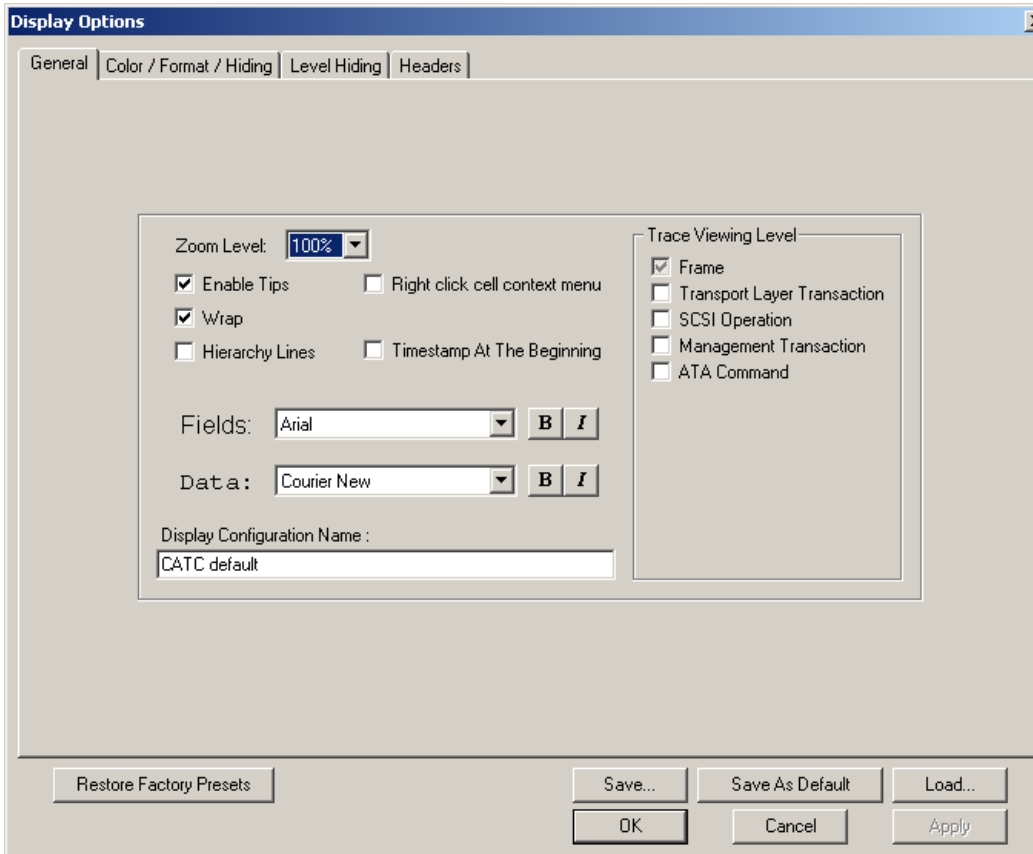 Display Options
General Color / Format / Hiding Level Hiding Headers
Zoom Level: 100%
Enable Tips Right click cell context menu
Wrap
Hierarchy Lines Timestamp At The Beginning
Fields: Arial B I
Data: Courier New B I
Display Configuration Name :
CATC default
Trace Viewing Level
Frame
Transport Layer Transaction
SCSI Operation
Management Transaction
ATA Command
Restore Factory Presets Save... Save As Default Load...
OK Cancel Apply